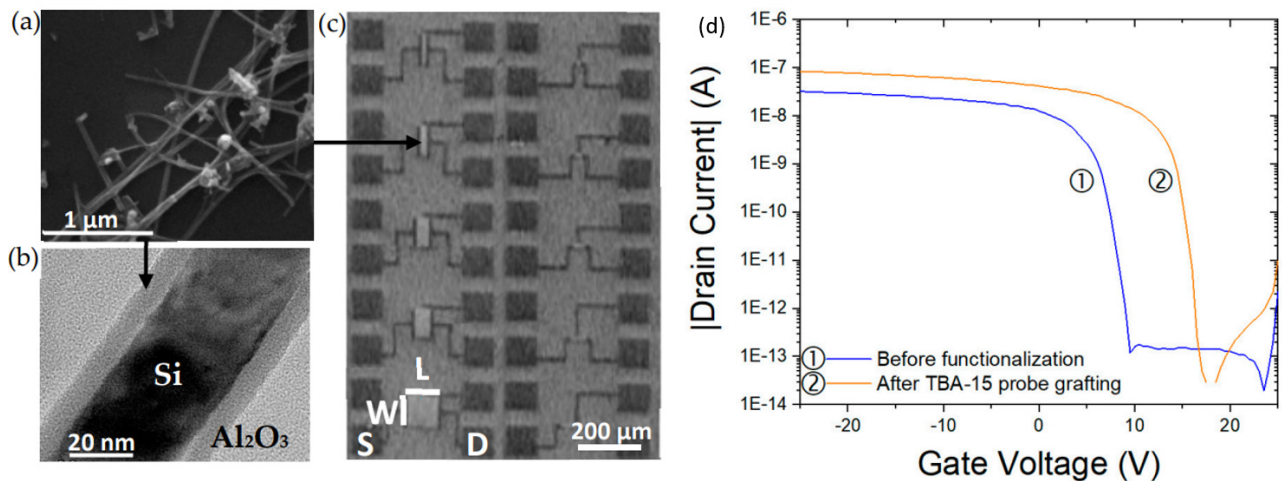 (a)
1 µm
(b)
Si
20 nm
Al₂O₃
(c)
L
W
S
D
200 µm
(d)
|Drain Current| (A)
1E-6
1E-7
1E-8
1E-9
1E-10
1E-11
1E-12
1E-13
1E-14
① ②
① Before functionalization
② After TBA-15 probe grafting
-20 -10 0 10 20
Gate Voltage (V)